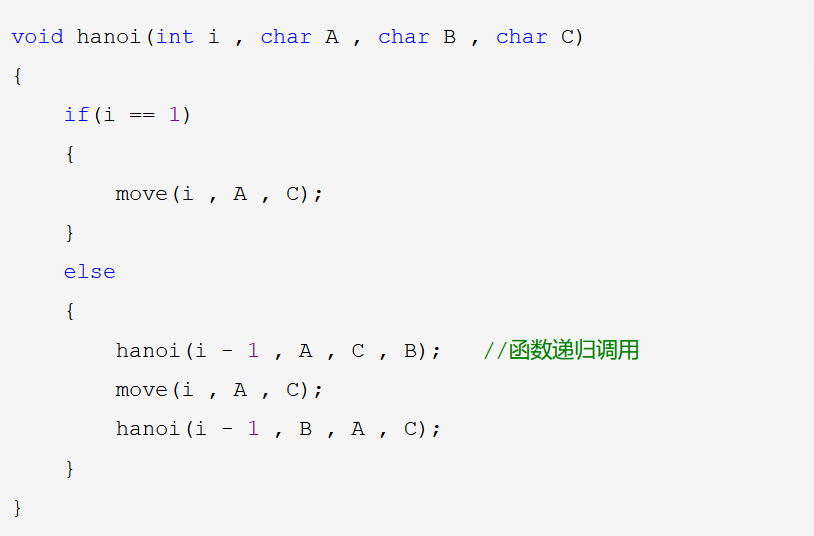 void hanoi(int i , char A , char B , char C)
{
    if(i == 1)
    {
        move(i , A , C);
    }
    else
    {
        hanoi(i - 1 , A , C , B);   //函数递归调用
        move(i , A , C);
        hanoi(i - 1 , B , A , C);
    }
}